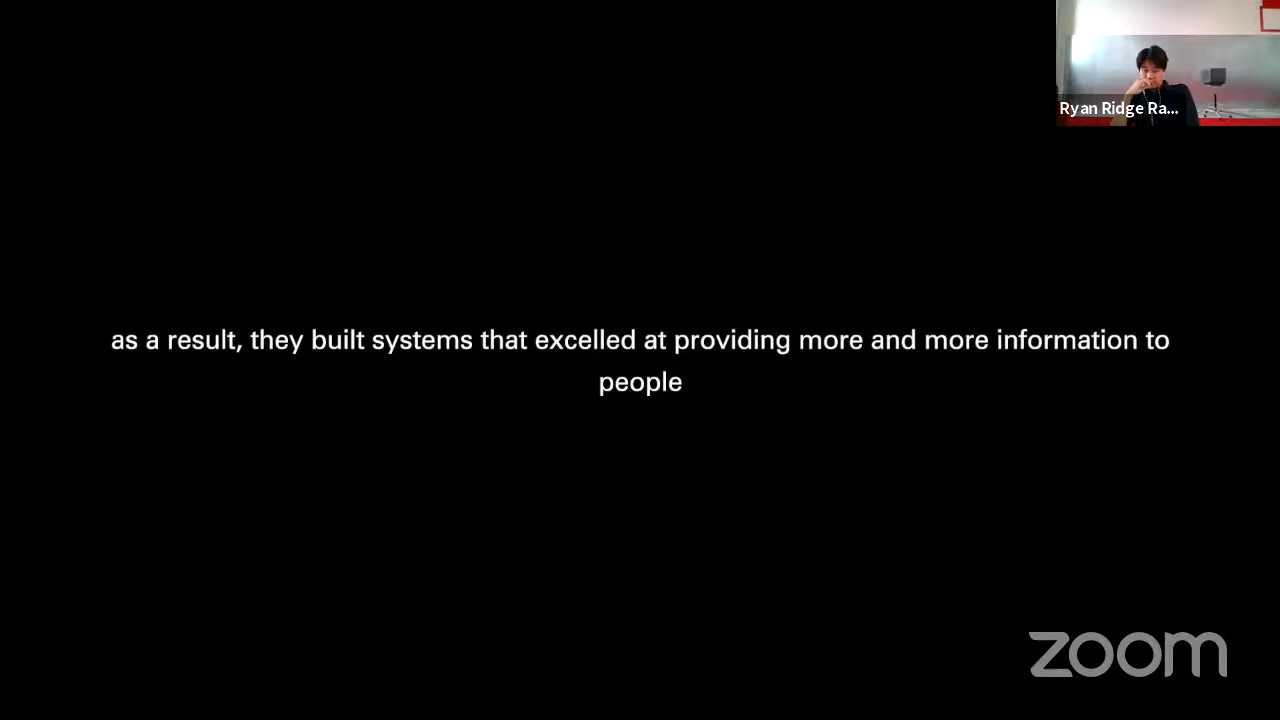 Ryan Ridge Ra...
as a result, they built systems that excelled at providing more and more information to
people
zoom